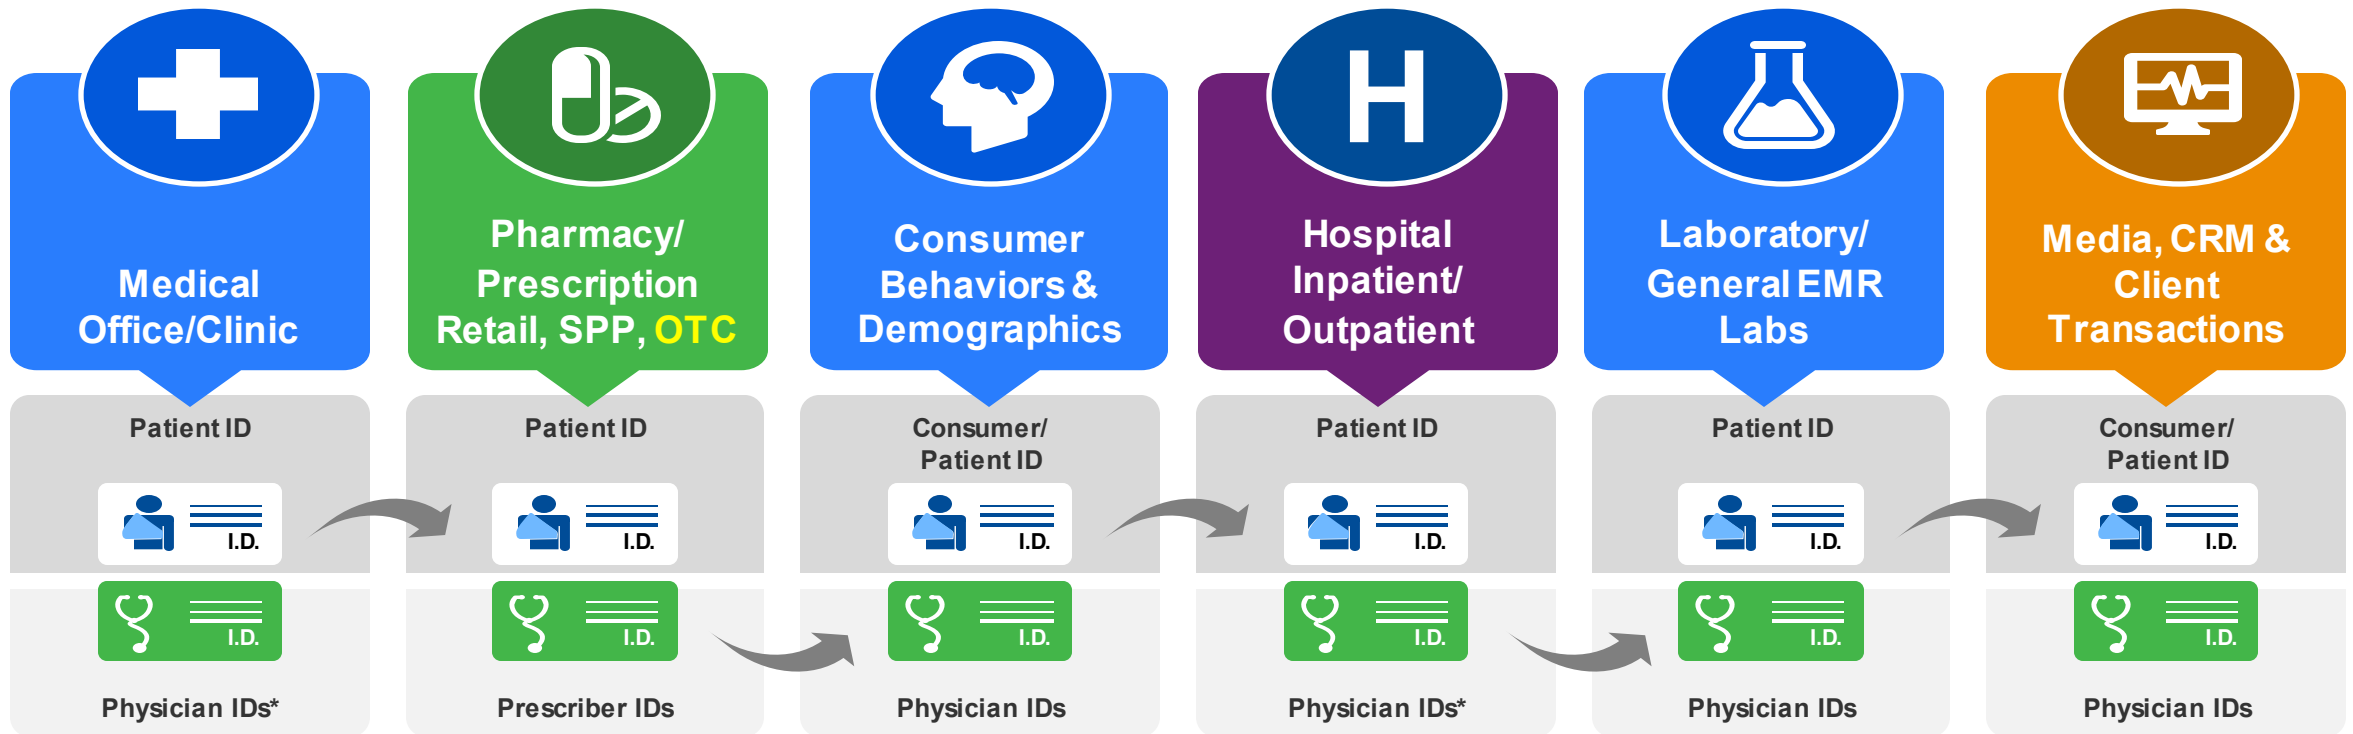 Medical
Office/Clinic
Pharmacy/
Prescription
Retail, SPP, OTC
Consumer
Behaviors &
Demographics
H
Hospital
Inpatient/
Outpatient
Laboratory/
General EMR
Labs
Media, CRM &
Client
Transactions
Patient ID
I.D.
I.D.
Physician IDs*
Patient ID
I.D.
I.D.
Prescriber IDs
Consumer/
Patient ID
I.D.
I.D.
Physician IDs
Patient ID
I.D.
I.D.
Physician IDs*
Patient ID
I.D.
I.D.
Physician IDs
Consumer/
Patient ID
I.D.
I.D.
Physician IDs